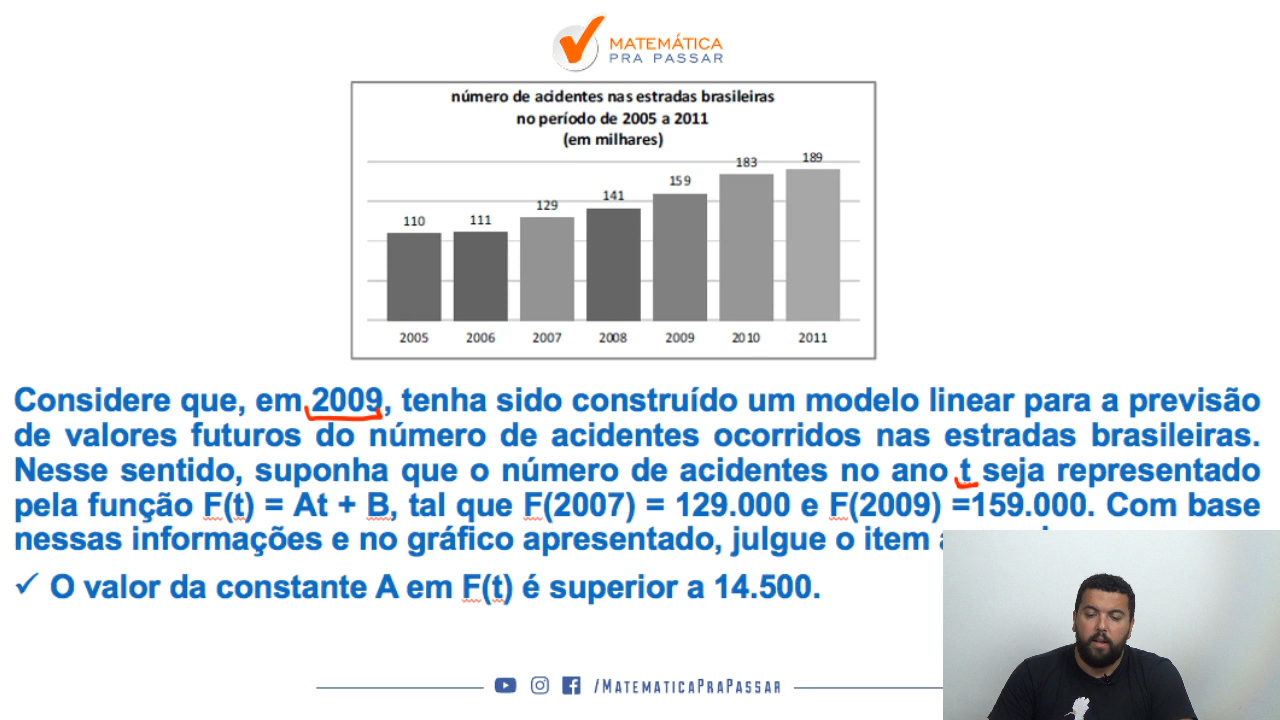 MATEMÁTICA
PRA PASSAR
número de acidentes nas estradas brasileiras
no período de 2005 a 2011
(em milhares)
110 111 129 141 159 183 189
2005 2006 2007 2008 2009 2010 2011
Considere que, em 2009, tenha sido construído um modelo linear para a previsão
de valores futuros do número de acidentes ocorridos nas estradas brasileiras.
Nesse sentido, suponha que o número de acidentes no ano t seja representado
pela função F(t) = At + B, tal que F(2007) = 129.000 e F(2009) =159.000. Com base
nessas informações e no gráfico apresentado, julgue o item
✓ O valor da constante A em F(t) é superior a 14.500.
/MATEMATICAPRAPASSAR